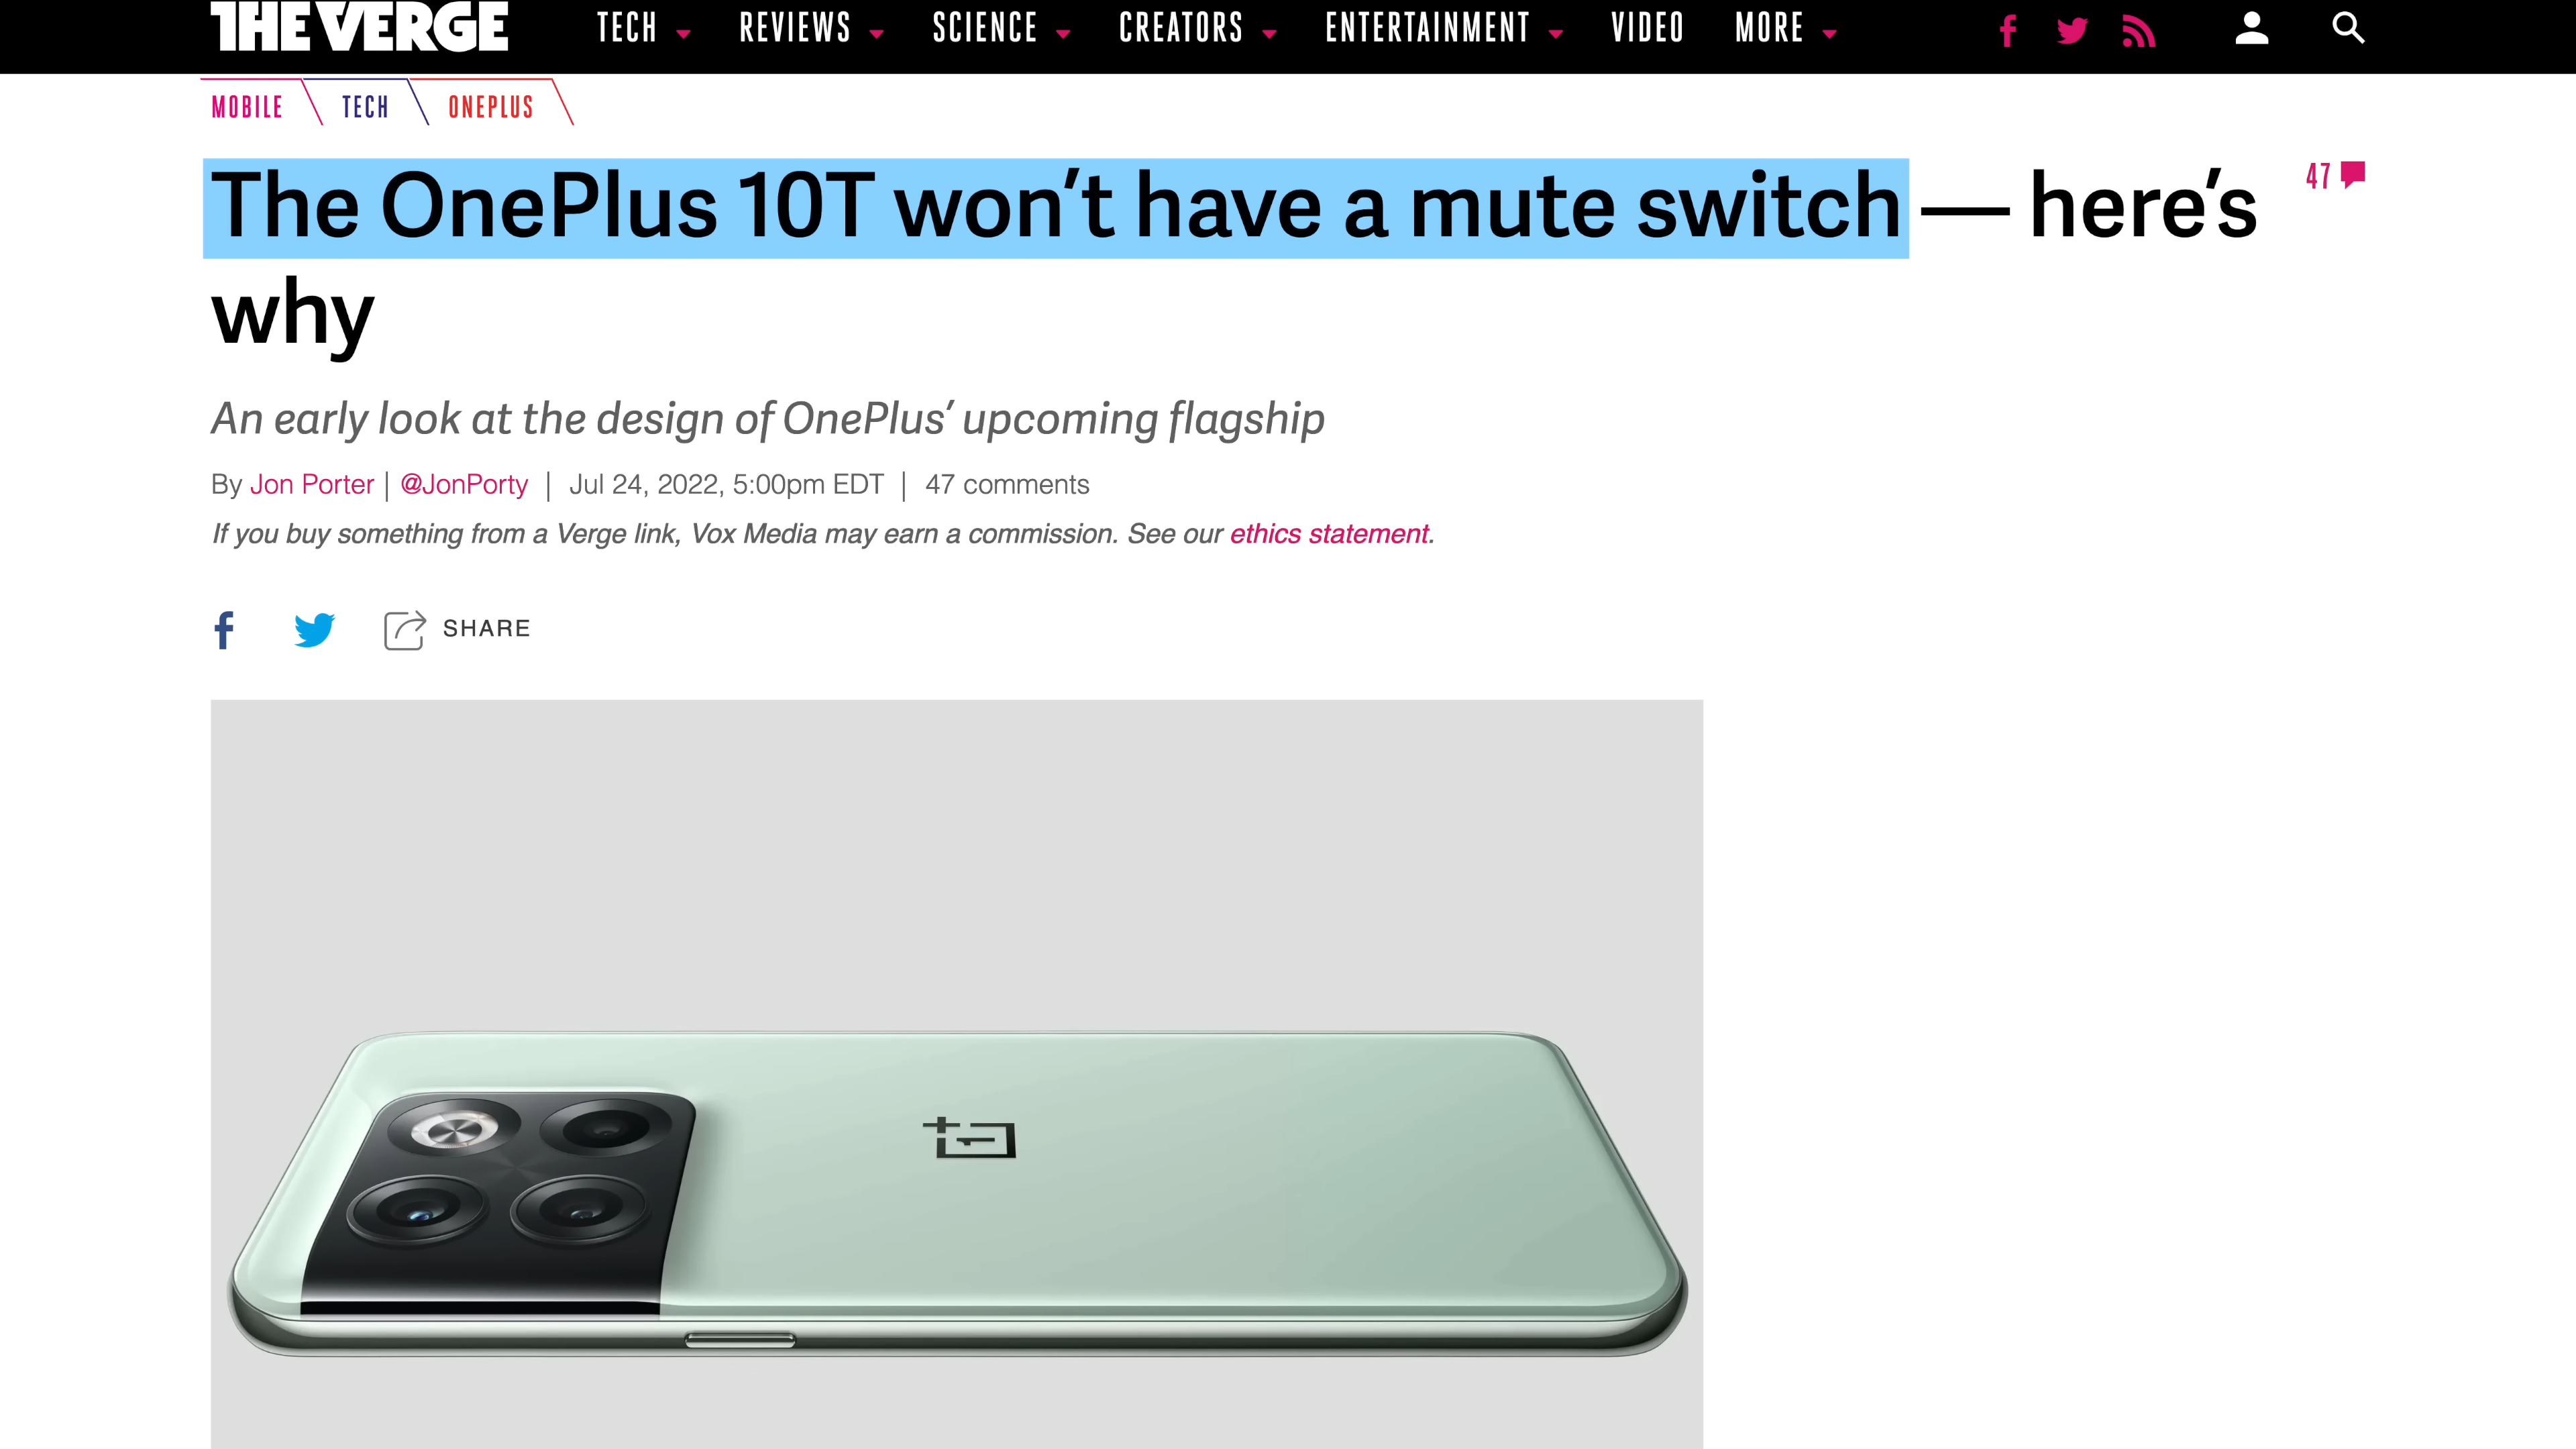 THE VERGE TECH REVIEWS SCIENCE CREATORS ENTERTAINMENT VIDEO MORE
MOBILE TECH ONEPLUS
The OnePlus 10T won’t have a mute switch — here’s
why
47
An early look at the design of OnePlus’ upcoming flagship
By Jon Porter | @JonPorty | Jul 24, 2022, 5:00pm EDT | 47 comments
If you buy something from a Verge link, Vox Media may earn a commission. See our ethics statement.
SHARE